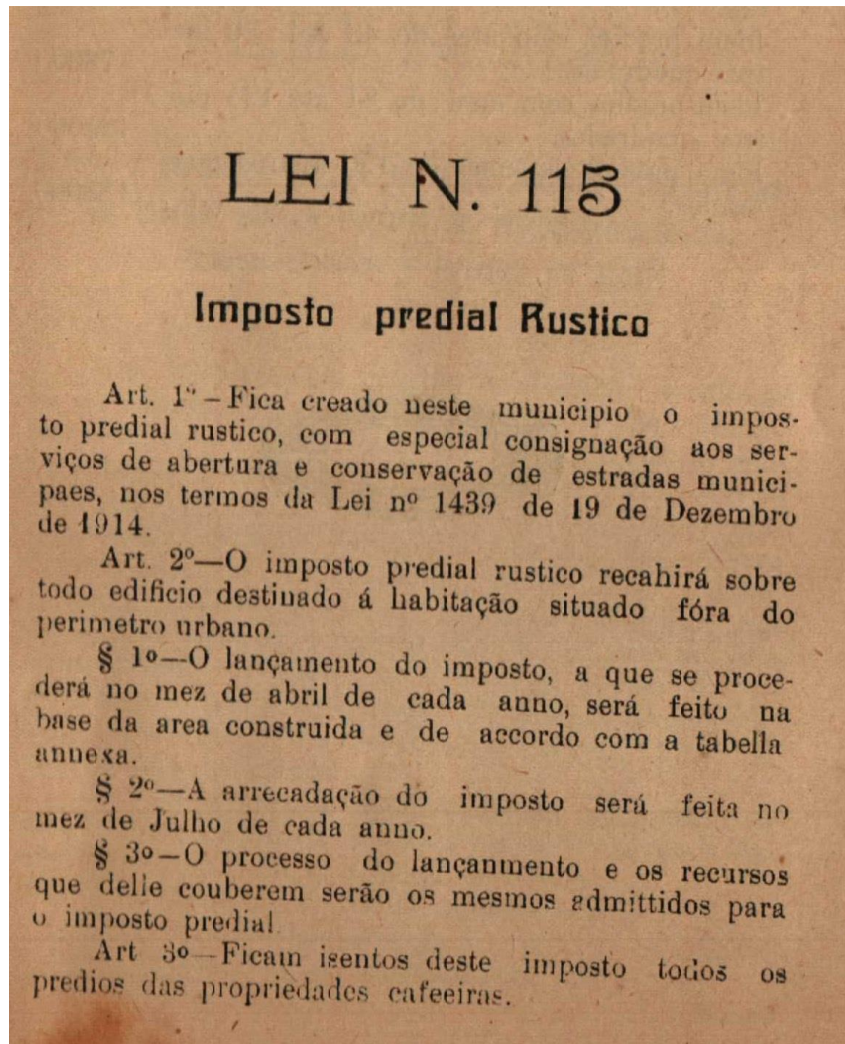 LEI N. 115
Imposto predial Rustico
Art. 1º – Fica creado neste municipio o impos-
to predial rustico, com especial consignação aos ser-
viços de abertura e conservação de estradas munici-
paes, nos termos da Lei nº 1439 de 19 de Dezembro
de 1914.
Art. 2º—O imposto predial rustico recahirá sobre
todo edificio destinado á habitação situado fóra do
perimetro urbano.
§ 1º—O lançamento do imposto, a que se proce-
derá no mez de abril de cada anno, será feito na
base da area construida e de accordo com a tabella
annexa.
§ 2º—A arrecadação do imposto será feita no
mez de Julho de cada anno.
§ 3º—O processo do lançanmento e os recursos
que delle couberem serão os mesmos admittidos para
o imposto predial
Art 3º—Ficam isentos deste imposto todos os
predios das propriedades cafeeiras.